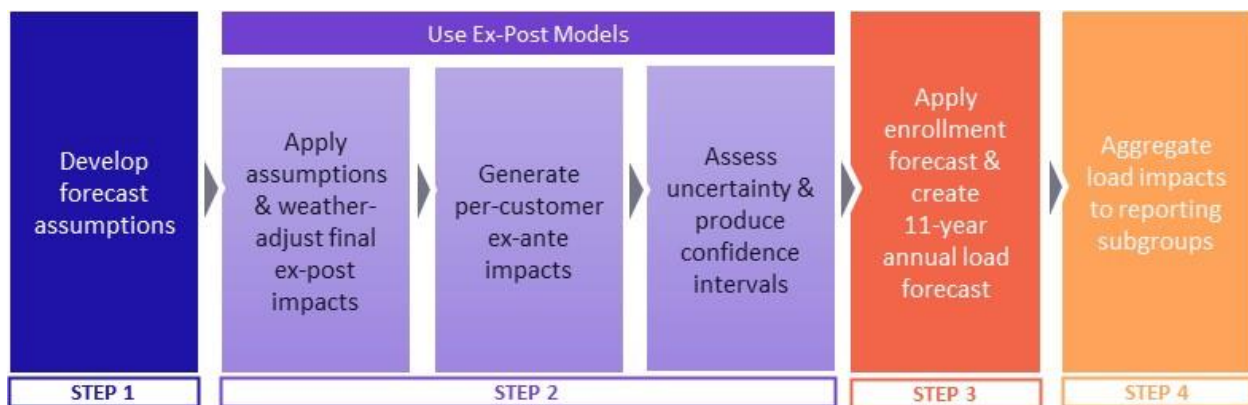 Use Ex-Post Models
Develop
forecast
assumptions
Apply
assumptions
& weather-
adjust final
ex-post
impacts
Generate
per-customer
ex-ante
impacts
Assess
uncertainty &
produce
confidence
intervals
Apply
enrollment
forecast &
create
11-year
annual load
forecast
Aggregate
load impacts
to reporting
subgroups
STEP 1
STEP 2
STEP 3
STEP 4